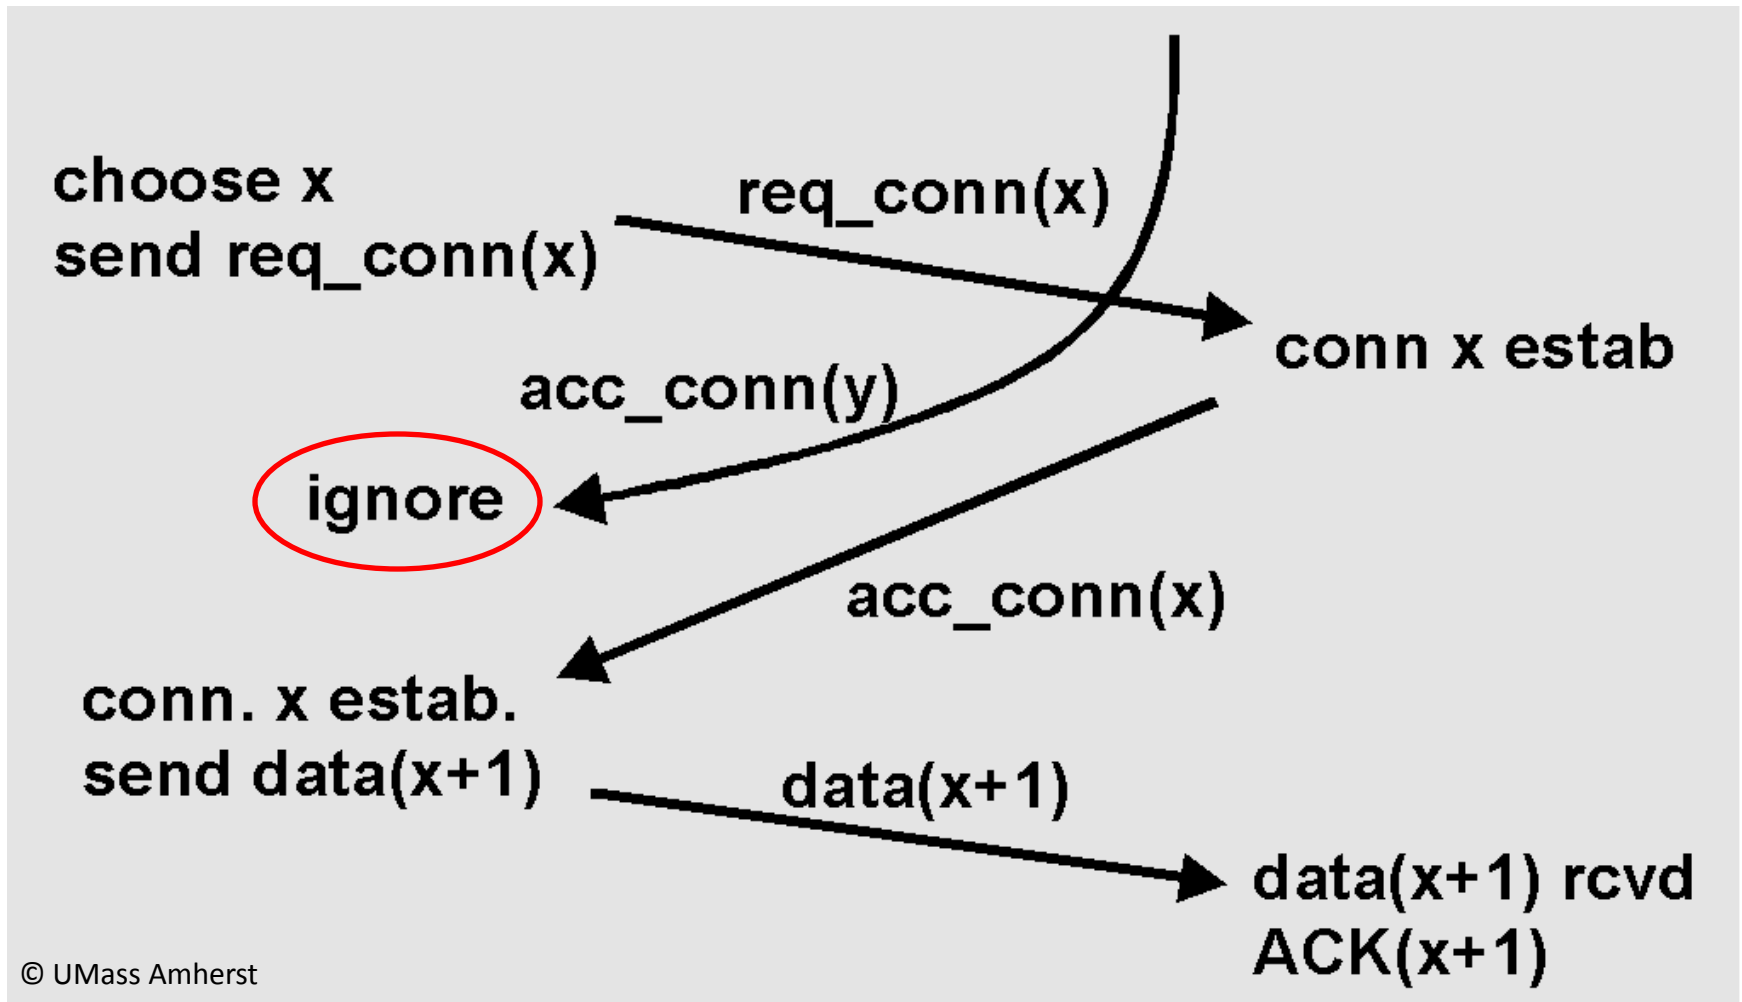 choose x
send req_conn(x)
req_conn(x)
conn x estab
acc_conn(y)
ignore
acc_conn(x)
conn. x estab.
send data(x+1)
data(x+1)
data(x+1) rcvd
ACK(x+1)
© UMass Amherst